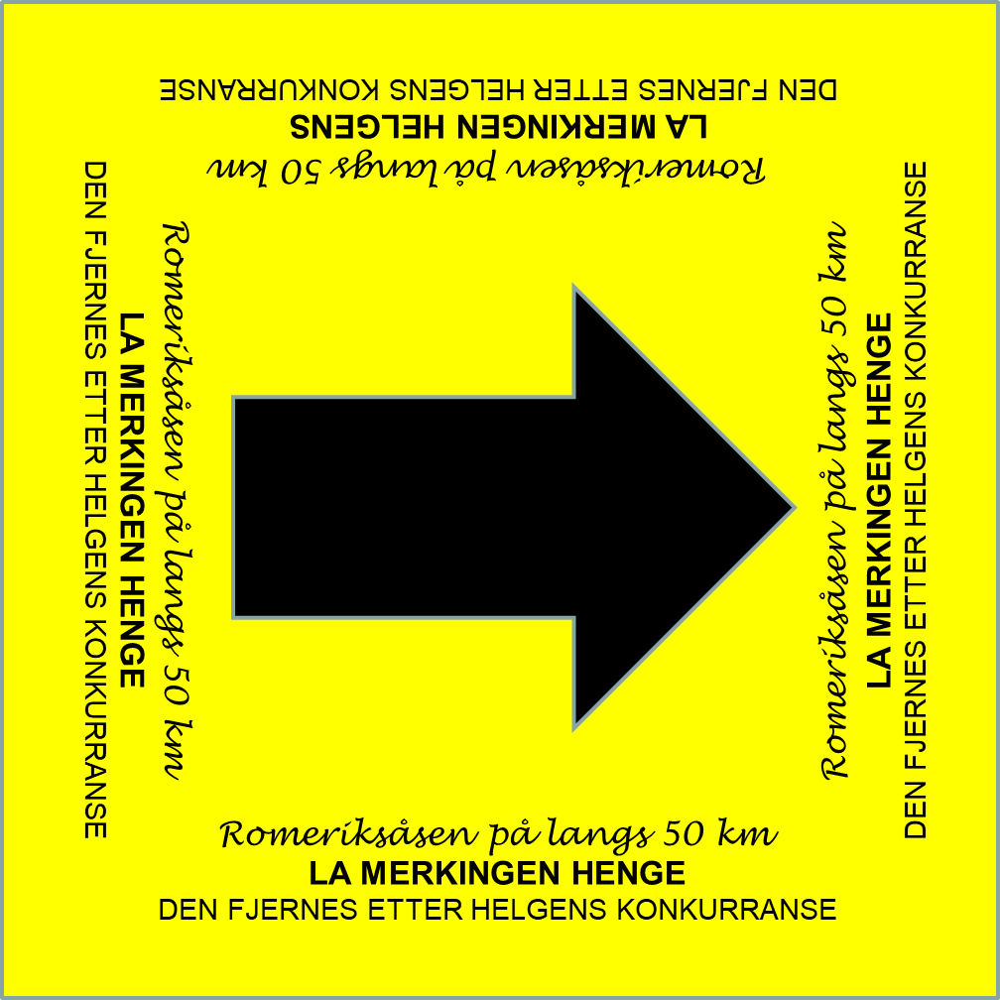 DEN FJERNES ETTER HELGENS KONKURRANSE
LA MERKINGEN HELGENS
Romeriksåsen på langs 50 km
DEN FJERNES ETTER HELGENS KONKURRANSE
LA MERKINGEN HENGE
Romeriksåsen på langs 50 km
Romeriksåsen på langs 50 km
LA MERKINGEN HENGE
DEN FJERNES ETTER HELGENS KONKURRANSE
Romeriksåsen på langs 50 km
LA MERKINGEN HENGE
DEN FJERNES ETTER HELGENS KONKURRANSE